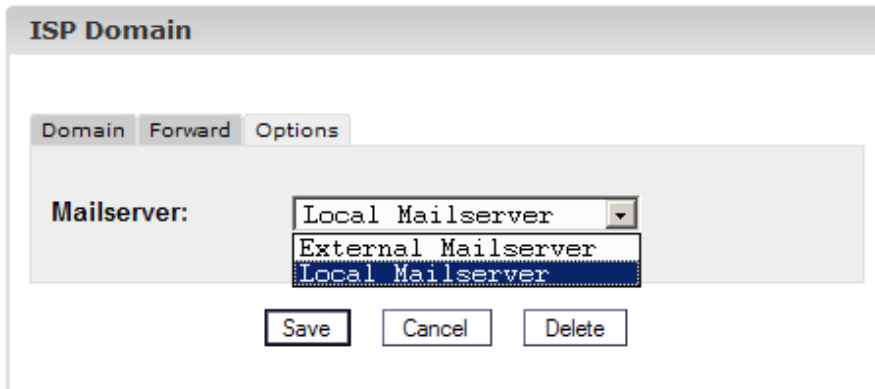 ISP Domain
Domain Forward Options
Mailserver: Local Mailserver
External Mailserver
Local Mailserver
Save Cancel Delete